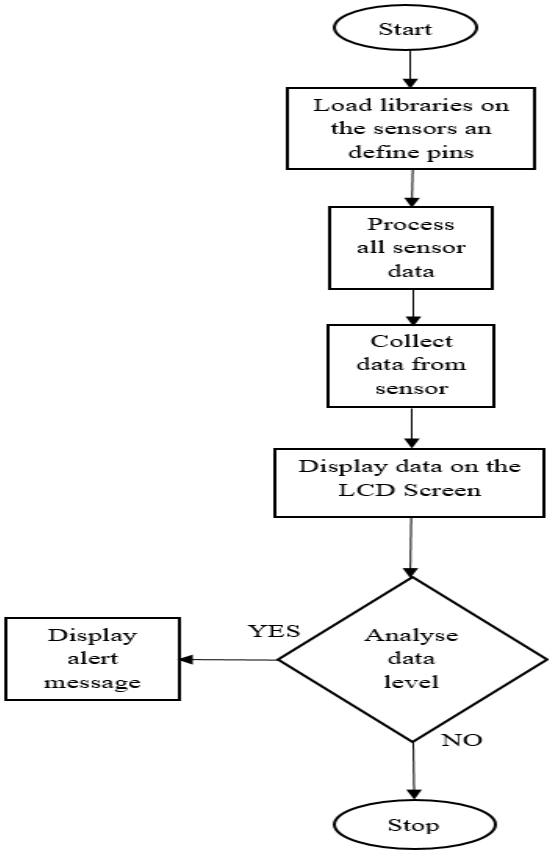 Start
Load libraries on
the sensors an
define pins
Process
all sensor
data
Collect
data from
sensor
Display data on the
LCD Screen
YES
Display
alert
message
Analyse
data
level
NO
Stop